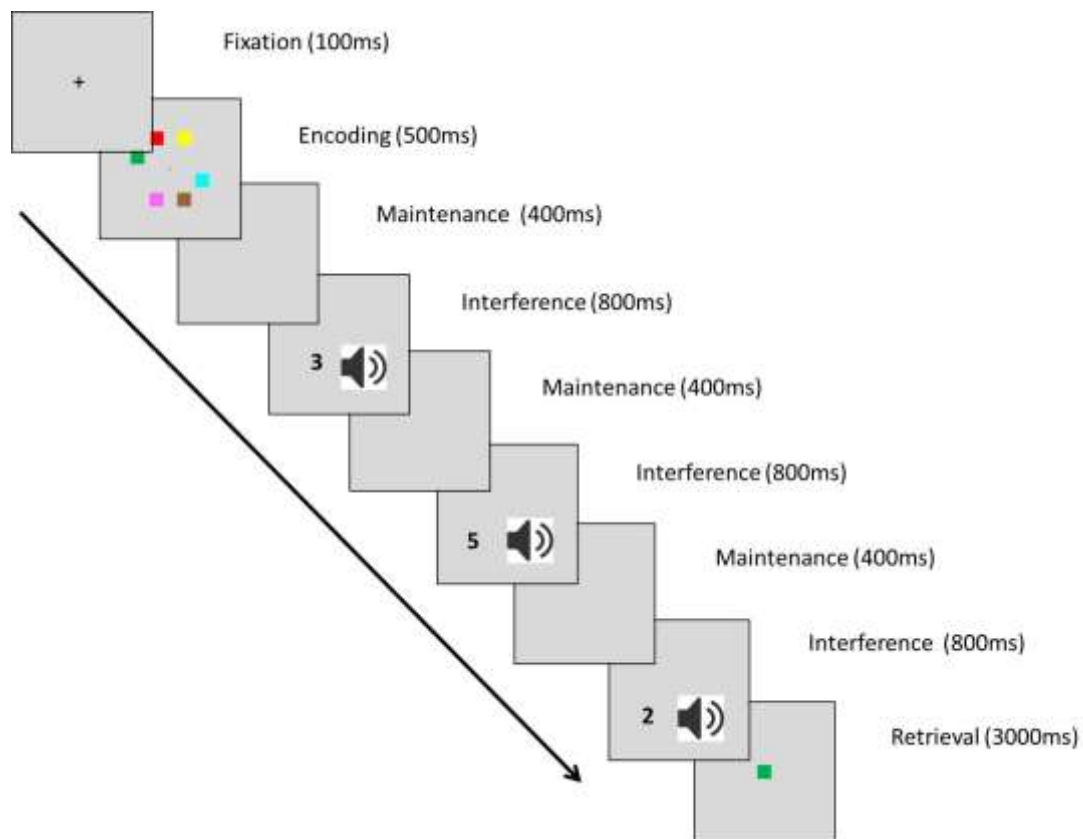 Fixation (100ms)
+
Encoding (500ms)
Maintenance (400ms)
Interference (800ms)
3
Maintenance (400ms)
Interference (800ms)
5
Maintenance (400ms)
Interference (800ms)
2
Retrieval (3000ms)